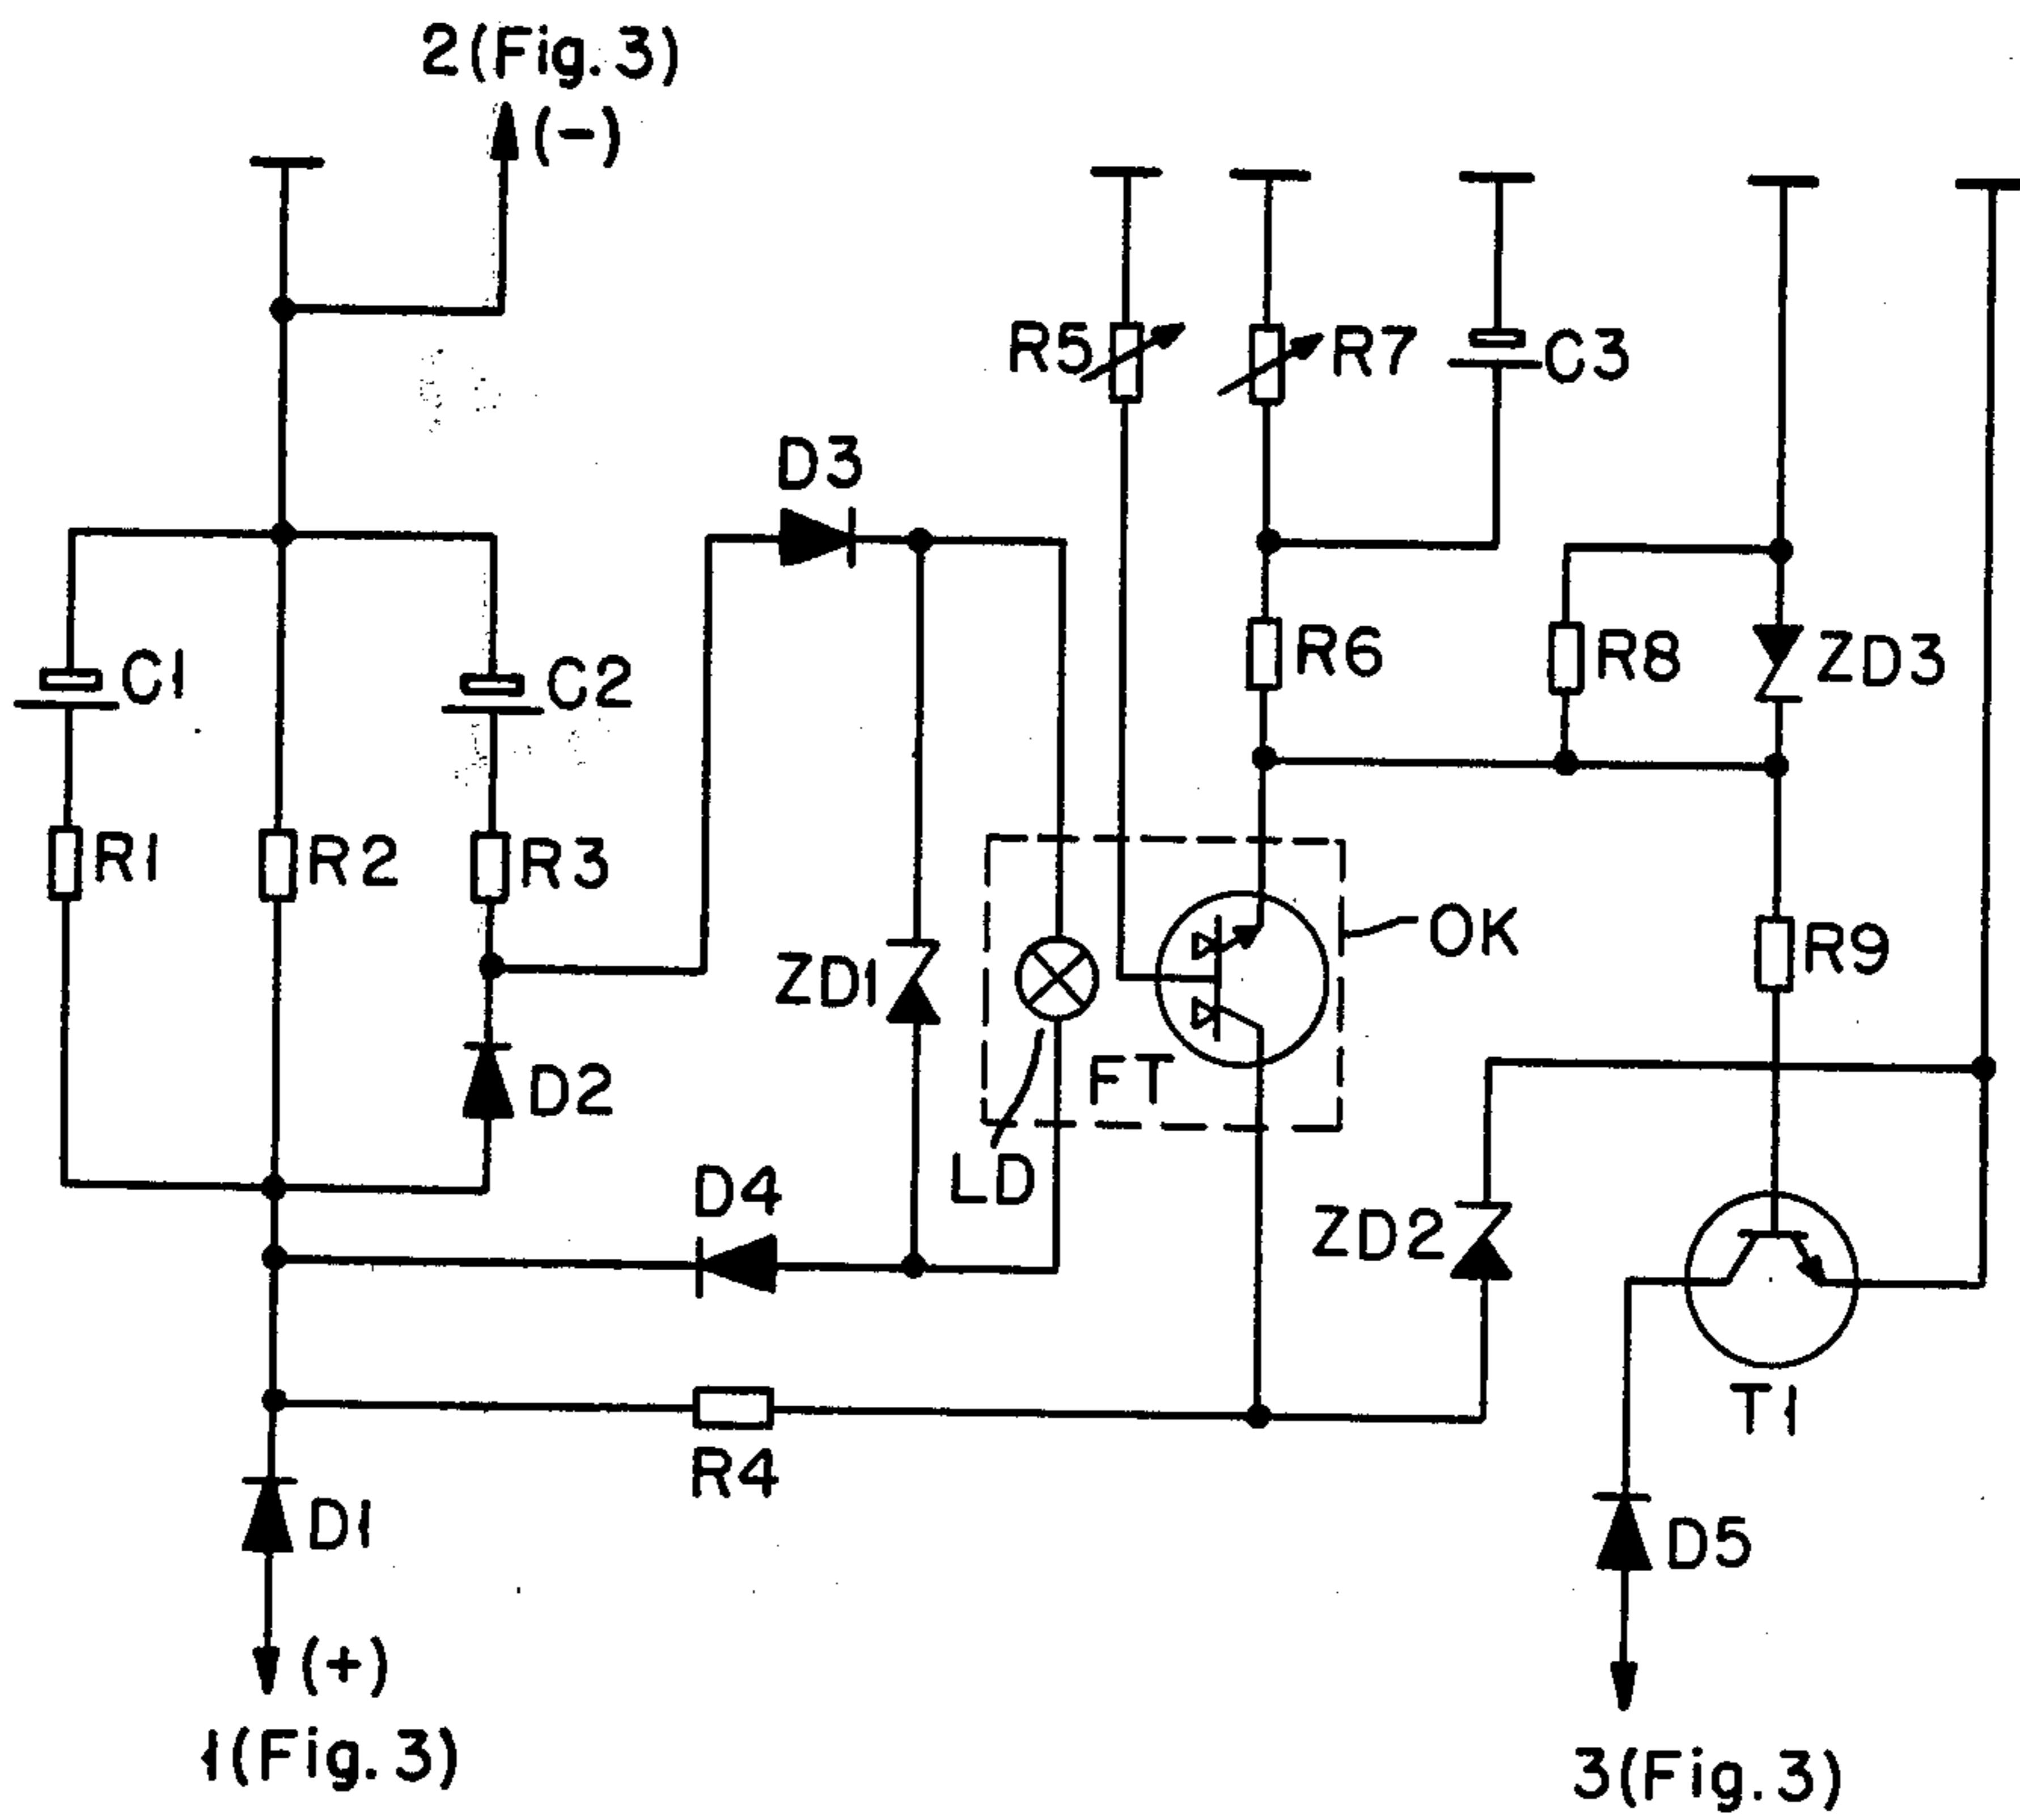 2(Fig. 3)
(-)
R5
R7
C3
D3
C1
C2
R6
R8
ZD3
R1
R2
R3
OK
ZD1
R9
D2
FT
LD
D4
ZD2
T1
R4
D1
D5
(+)
1(Fig. 3)
3(Fig. 3)